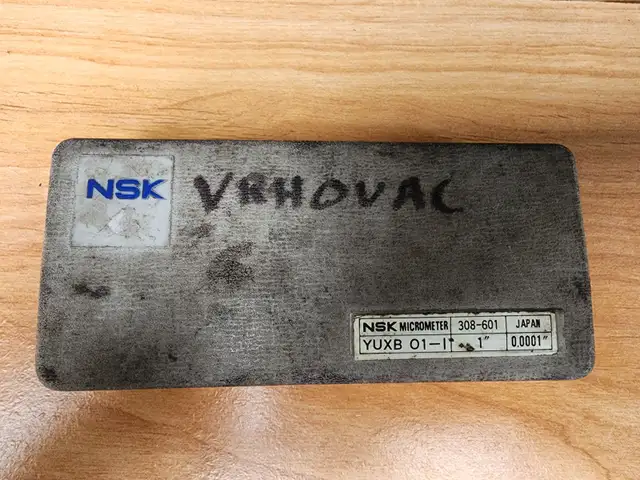 NSK
VRHOVAC
NSK MICROMETER 308-601 JAPAN
YUXB 01-1" 1" 0.0001"